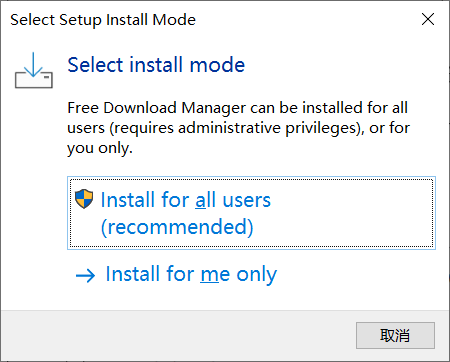 Select Setup Install Mode
Select install mode
Free Download Manager can be installed for all
users (requires administrative privileges), or for
you only.
Install for all users
(recommended)
Install for me only
取消